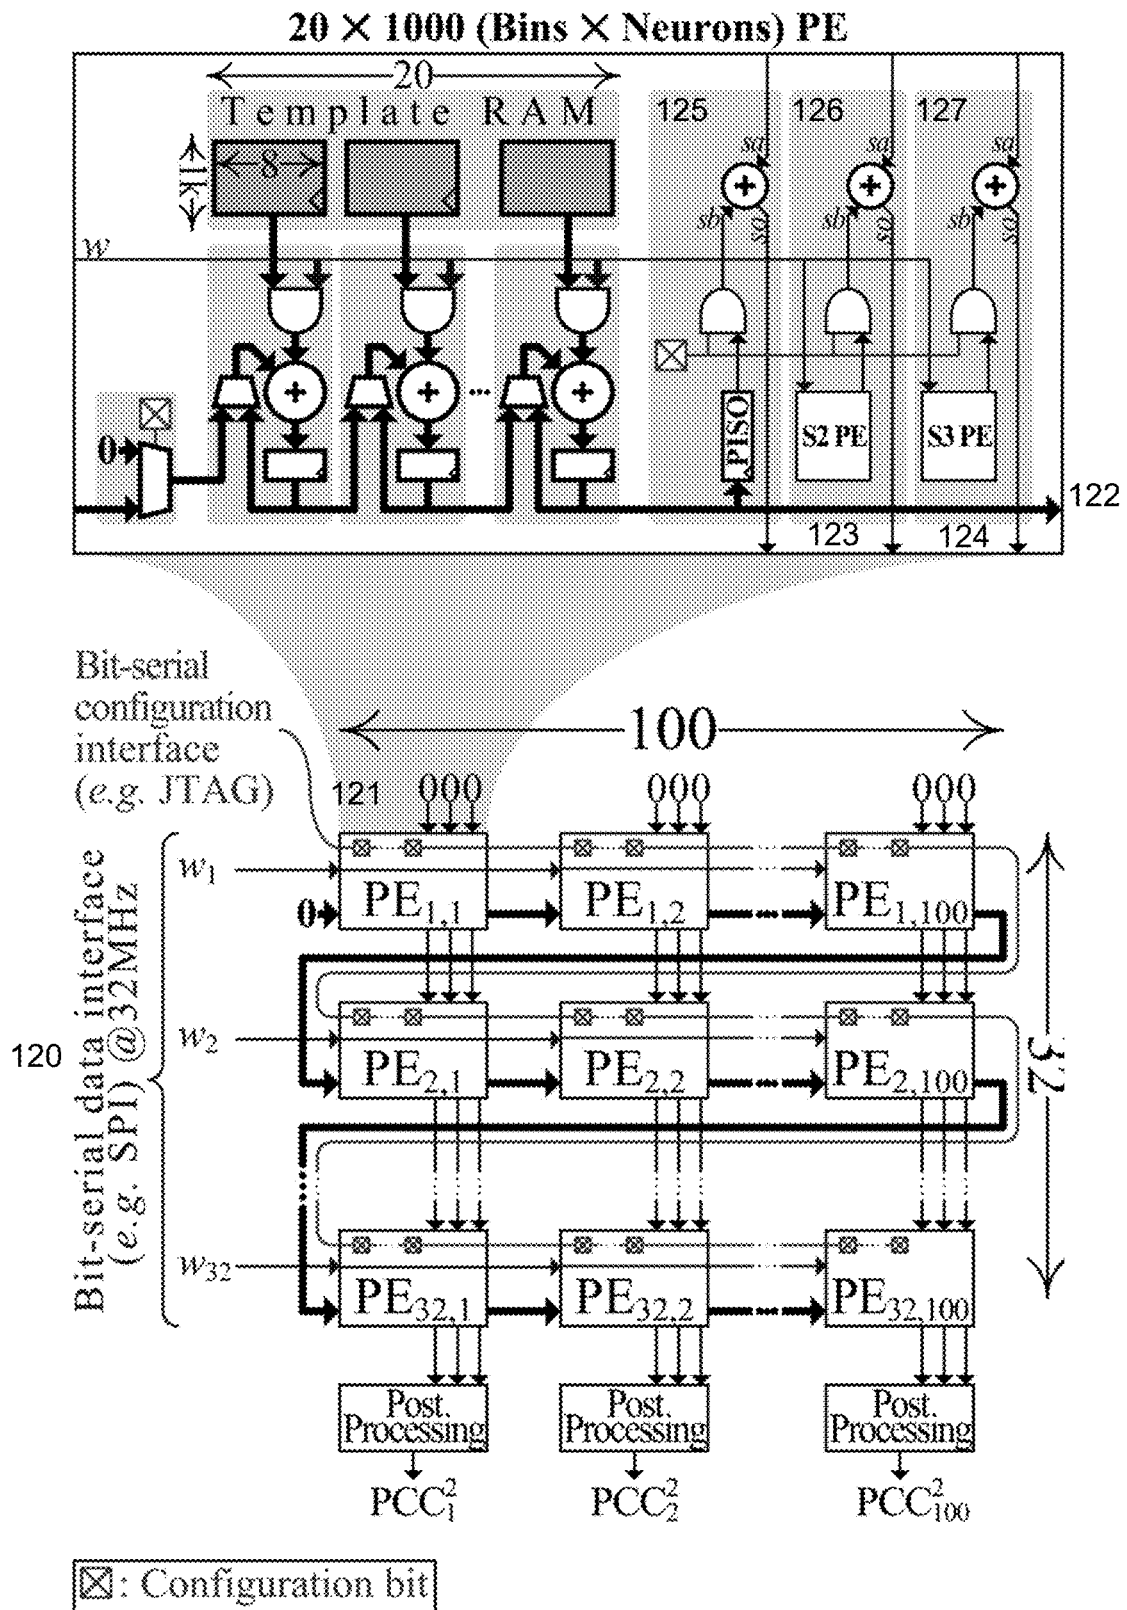 20 × 1000 (Bins × Neurons) PE
20
Template RAM
125 126 127
8
1k
sa sa sa
sb sb sb
so so so
w
0
...
PISO
S2 PE
S3 PE
122
123 124
Bit-serial
configuration
interface
(e.g. JTAG)
100
121
000 000 000
Bit-serial data interface
(e.g. SPI) @32MHz
120
32
w1
0
PE1,1 PE1,2 PE1,100
w2
PE2,1 PE2,2 PE2,100
w32
PE32,1 PE32,2 PE32,100
Post.
Processing
Post.
Processing
Post.
Processing
PCC²₁ PCC²₂ PCC²₁₀₀
: Configuration bit